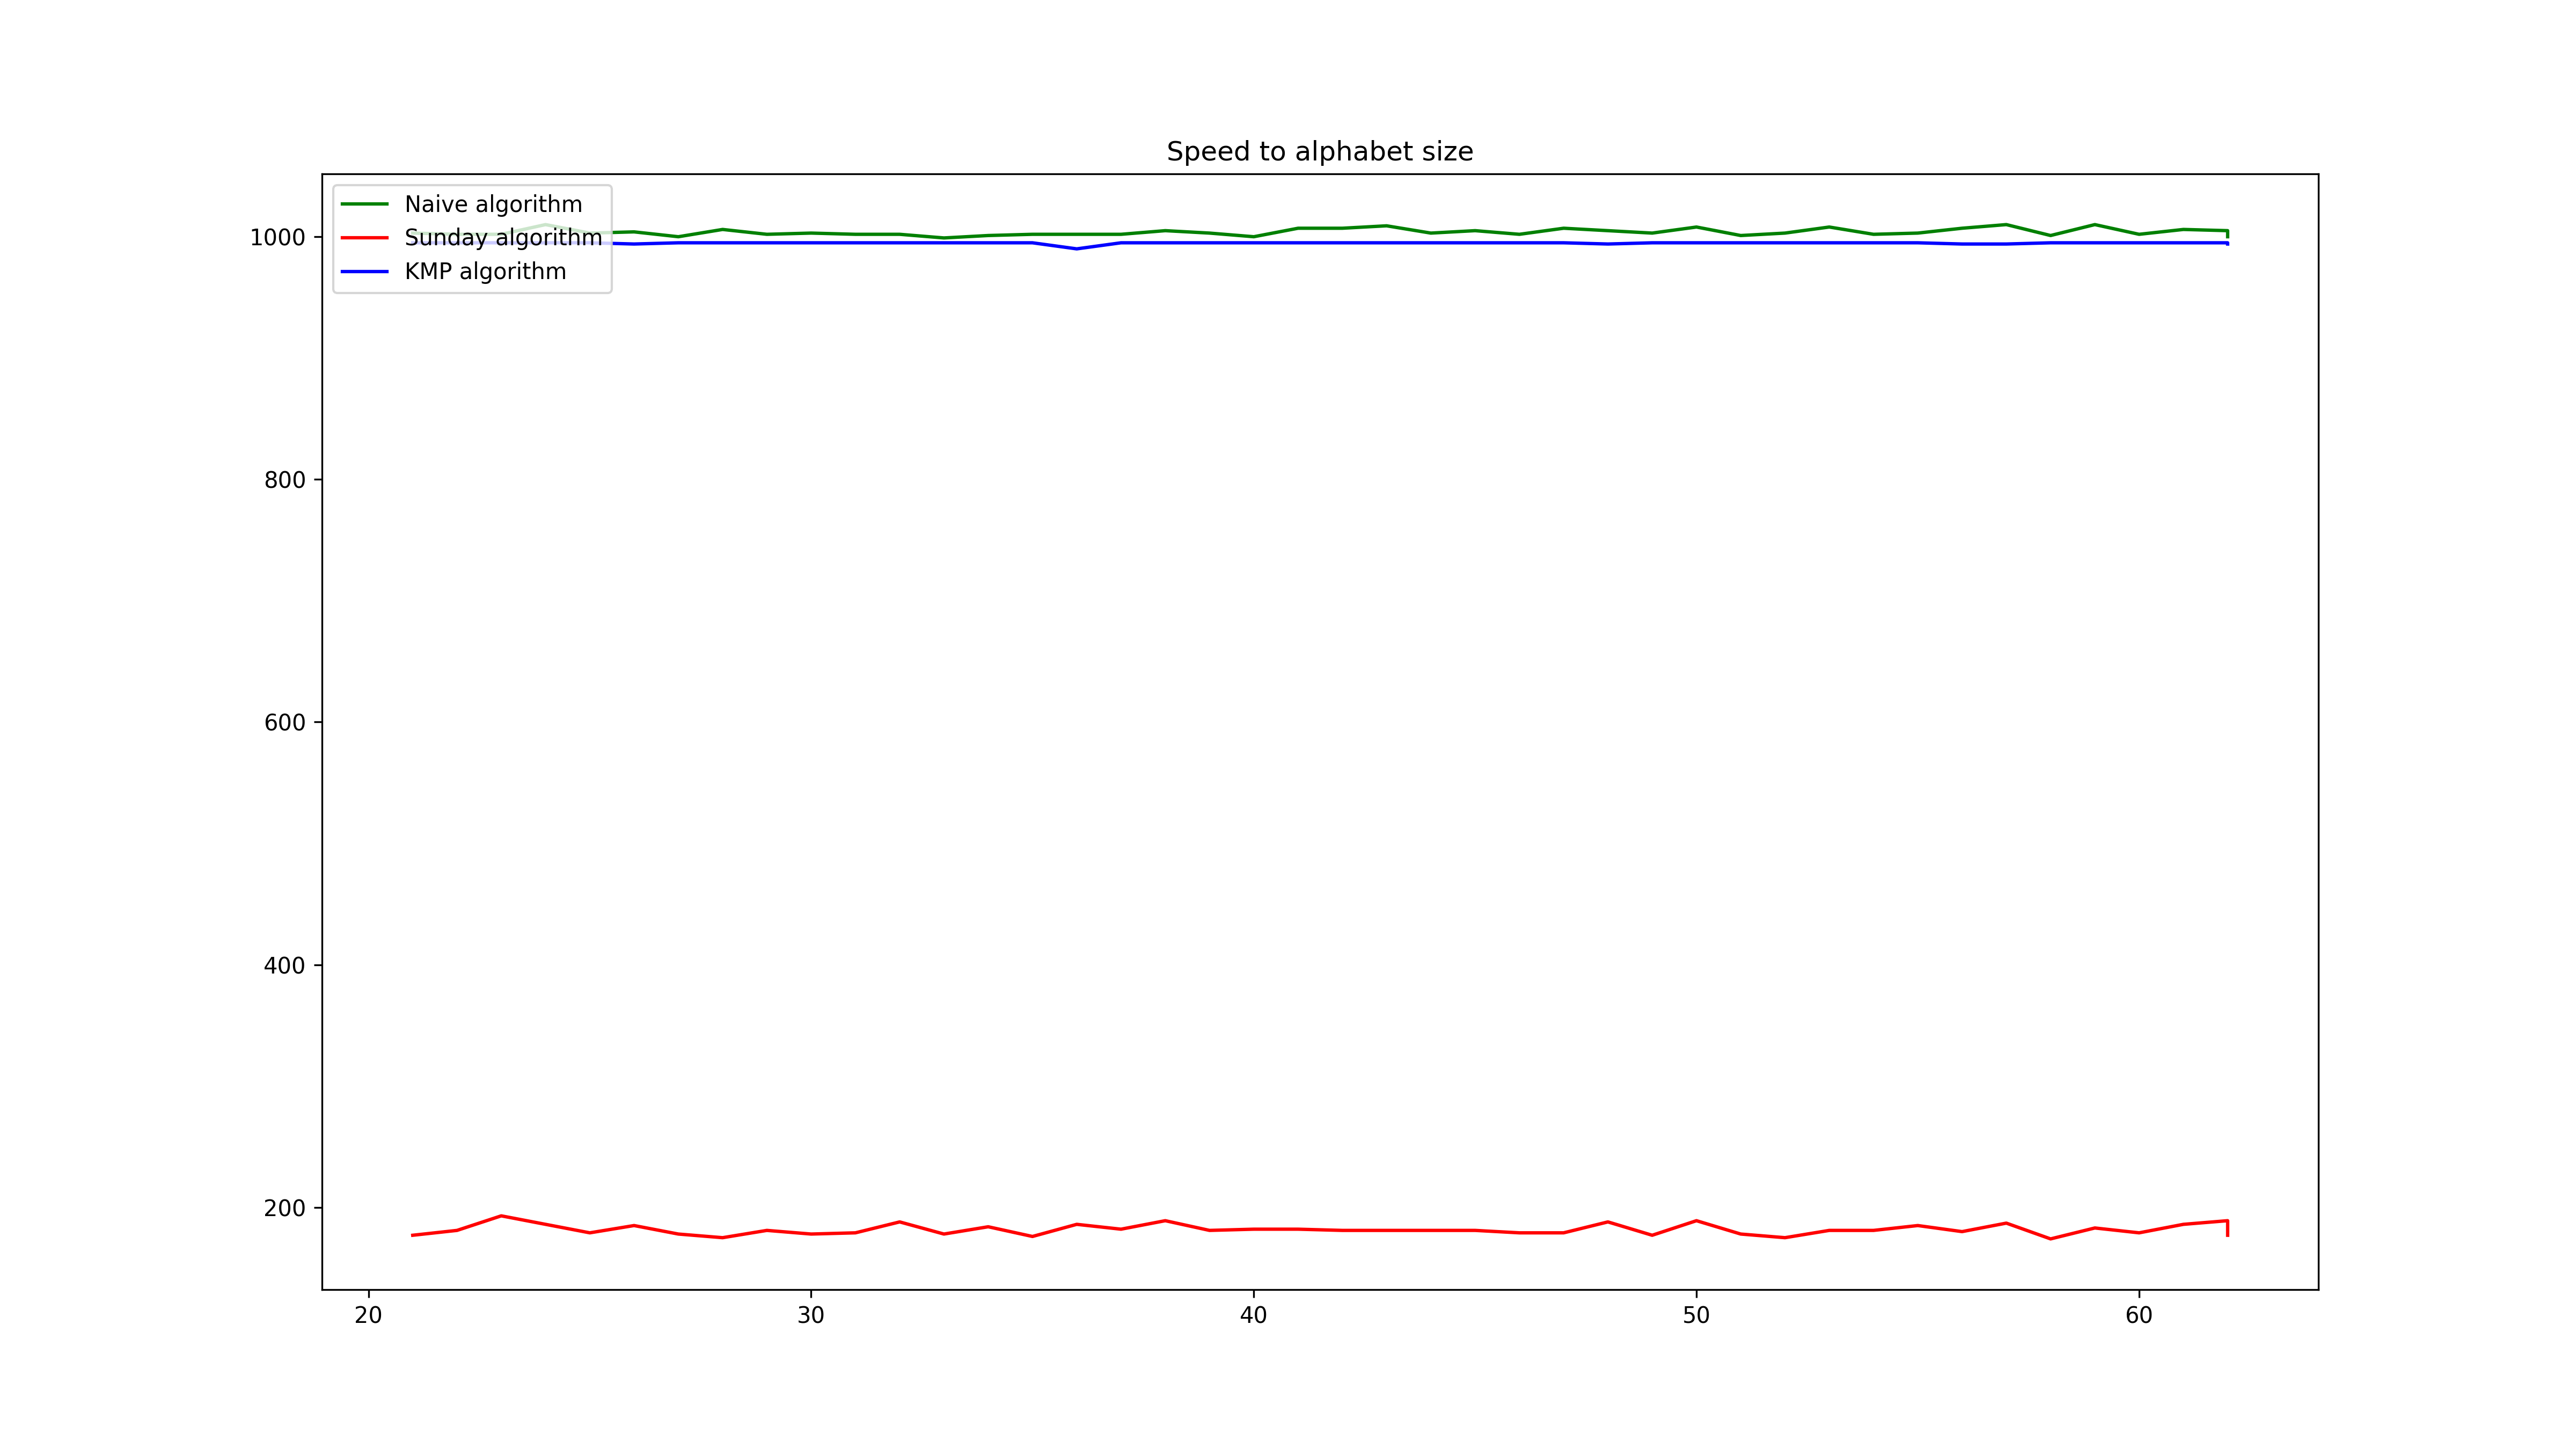 Speed to alphabet size
Naive algorithm
Sunday algorithm
KMP algorithm
1000
800
600
400
200
20 30 40 50 60